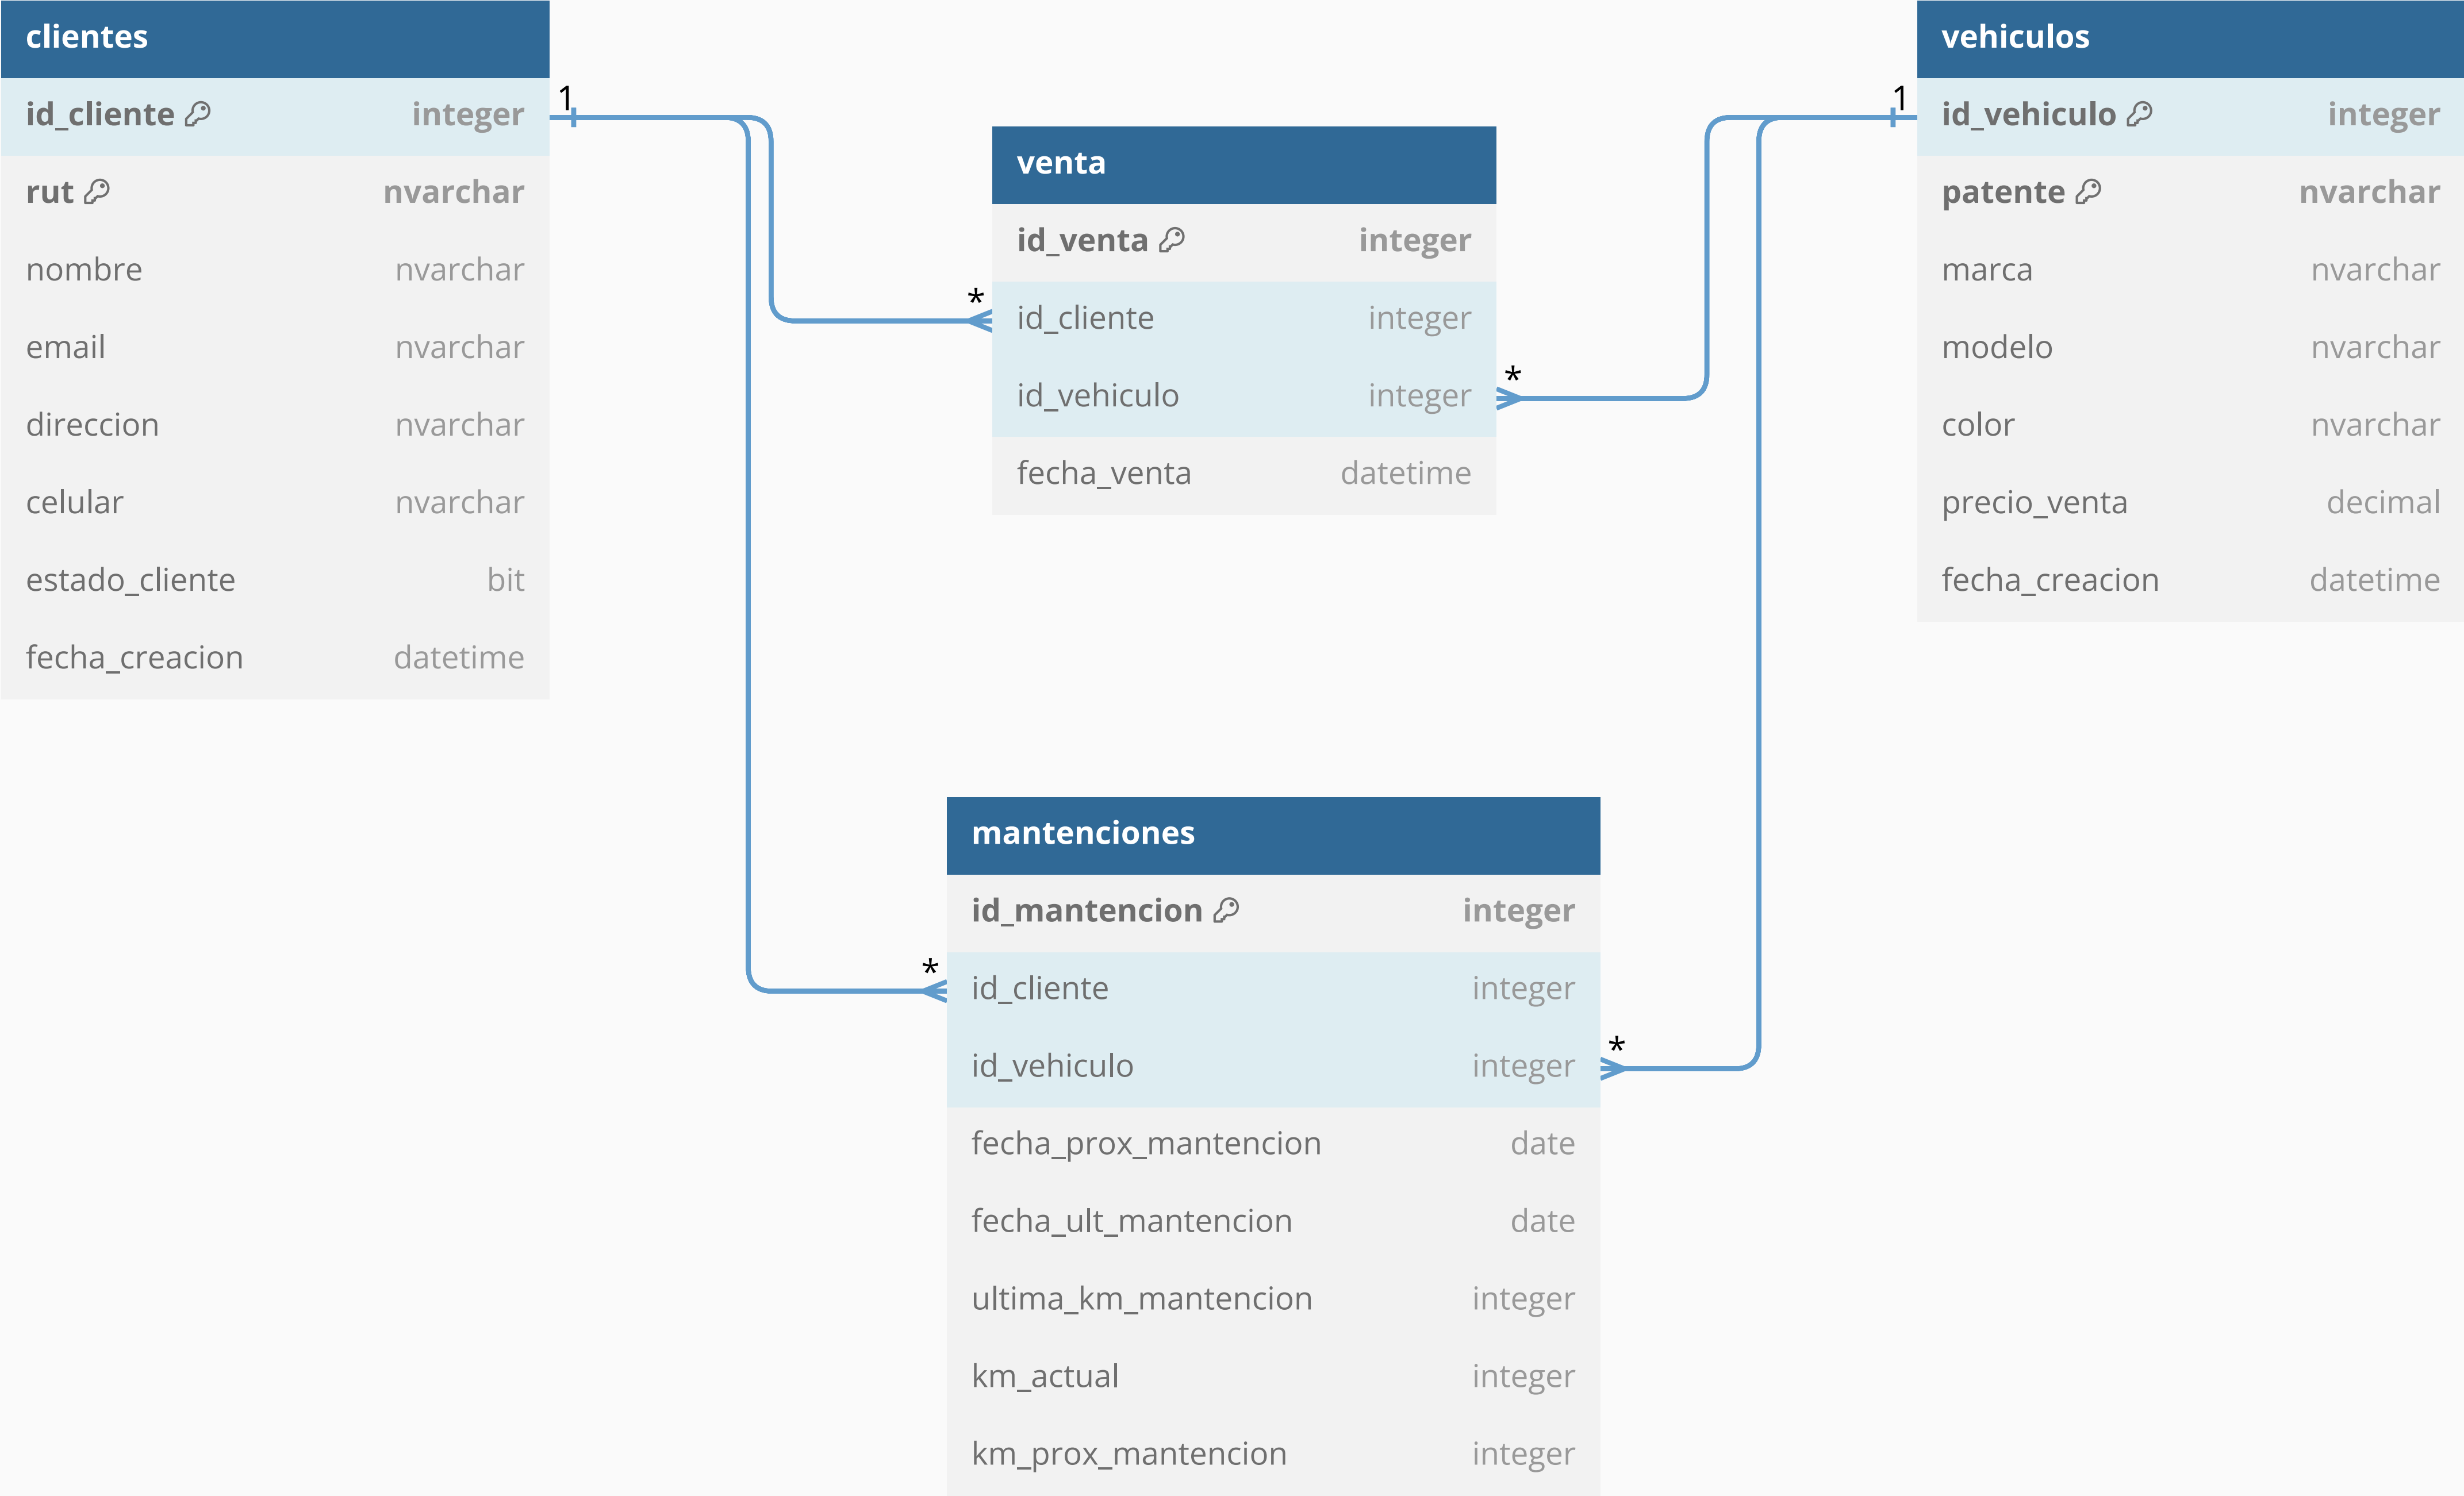 clientes
id_cliente integer
rut nvarchar
nombre nvarchar
email nvarchar
direccion nvarchar
celular nvarchar
estado_cliente bit
fecha_creacion datetime
1
*
*
venta
id_venta integer
id_cliente integer
id_vehiculo integer
fecha_venta datetime
*
*
1
vehiculos
id_vehiculo integer
patente nvarchar
marca nvarchar
modelo nvarchar
color nvarchar
precio_venta decimal
fecha_creacion datetime
mantenciones
id_mantencion integer
id_cliente integer
id_vehiculo integer
fecha_prox_mantencion date
fecha_ult_mantencion date
ultima_km_mantencion integer
km_actual integer
km_prox_mantencion integer